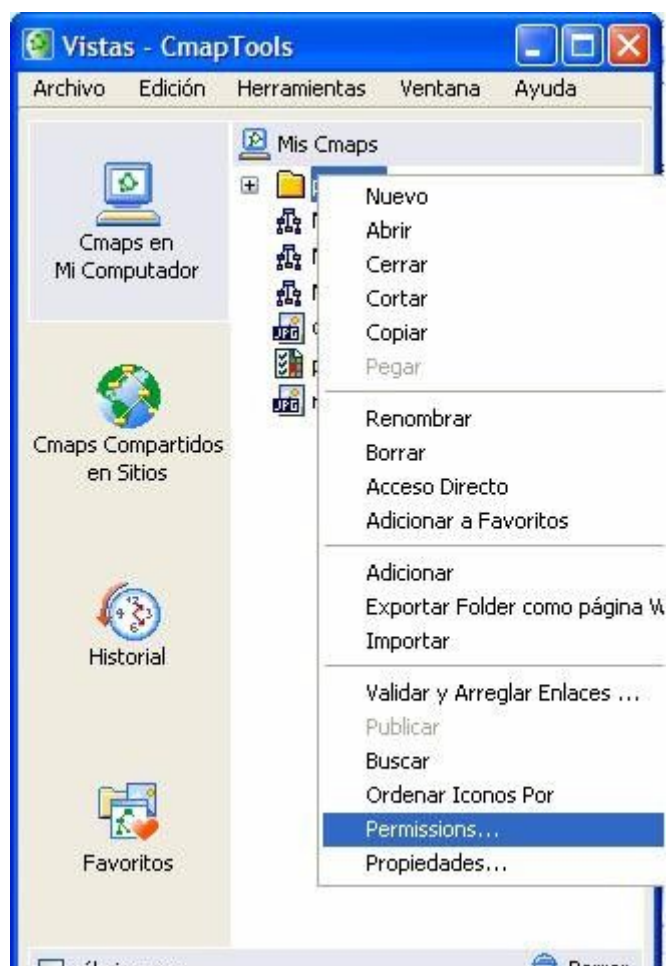 Vistas - CmapTools
Archivo Edición Herramientas Ventana Ayuda
Mis Cmaps
Cmaps en
Mi Computador
Cmaps Compartidos
en Sitios
Historial
Favoritos
Nuevo
Abrir
Cerrar
Cortar
Copiar
Pegar
Renombrar
Borrar
Acceso Directo
Adicionar a Favoritos
Adicionar
Exportar Folder como página W
Importar
Validar y Arreglar Enlaces ...
Publicar
Buscar
Ordenar Iconos Por
Permissions...
Propiedades...